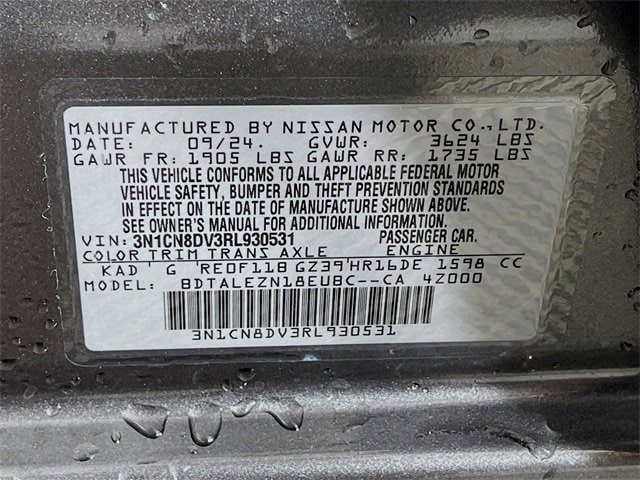 MANUFACTURED BY NISSAN MOTOR CO., LTD.
DATE: 09/24. GVWR: 3624 LBS
GAWR FR: 1905 LBS GAWR RR: 1735 LBS
THIS VEHICLE CONFORMS TO ALL APPLICABLE FEDERAL MOTOR
VEHICLE SAFETY, BUMPER AND THEFT PREVENTION STANDARDS
IN EFFECT ON THE DATE OF MANUFACTURE SHOWN ABOVE.
SEE OWNER'S MANUAL FOR ADDITIONAL INFORMATION.
VIN: 3N1CN8DV3RL930531 PASSENGER CAR.
COLOR TRIM TRANS AXLE ENGINE
KAD G RE0F11B GZ39 HR16DE 1598 CC
MODEL: BDTALEZN18EUBC--CA 4Z000
3N1CN8DV3RL930531